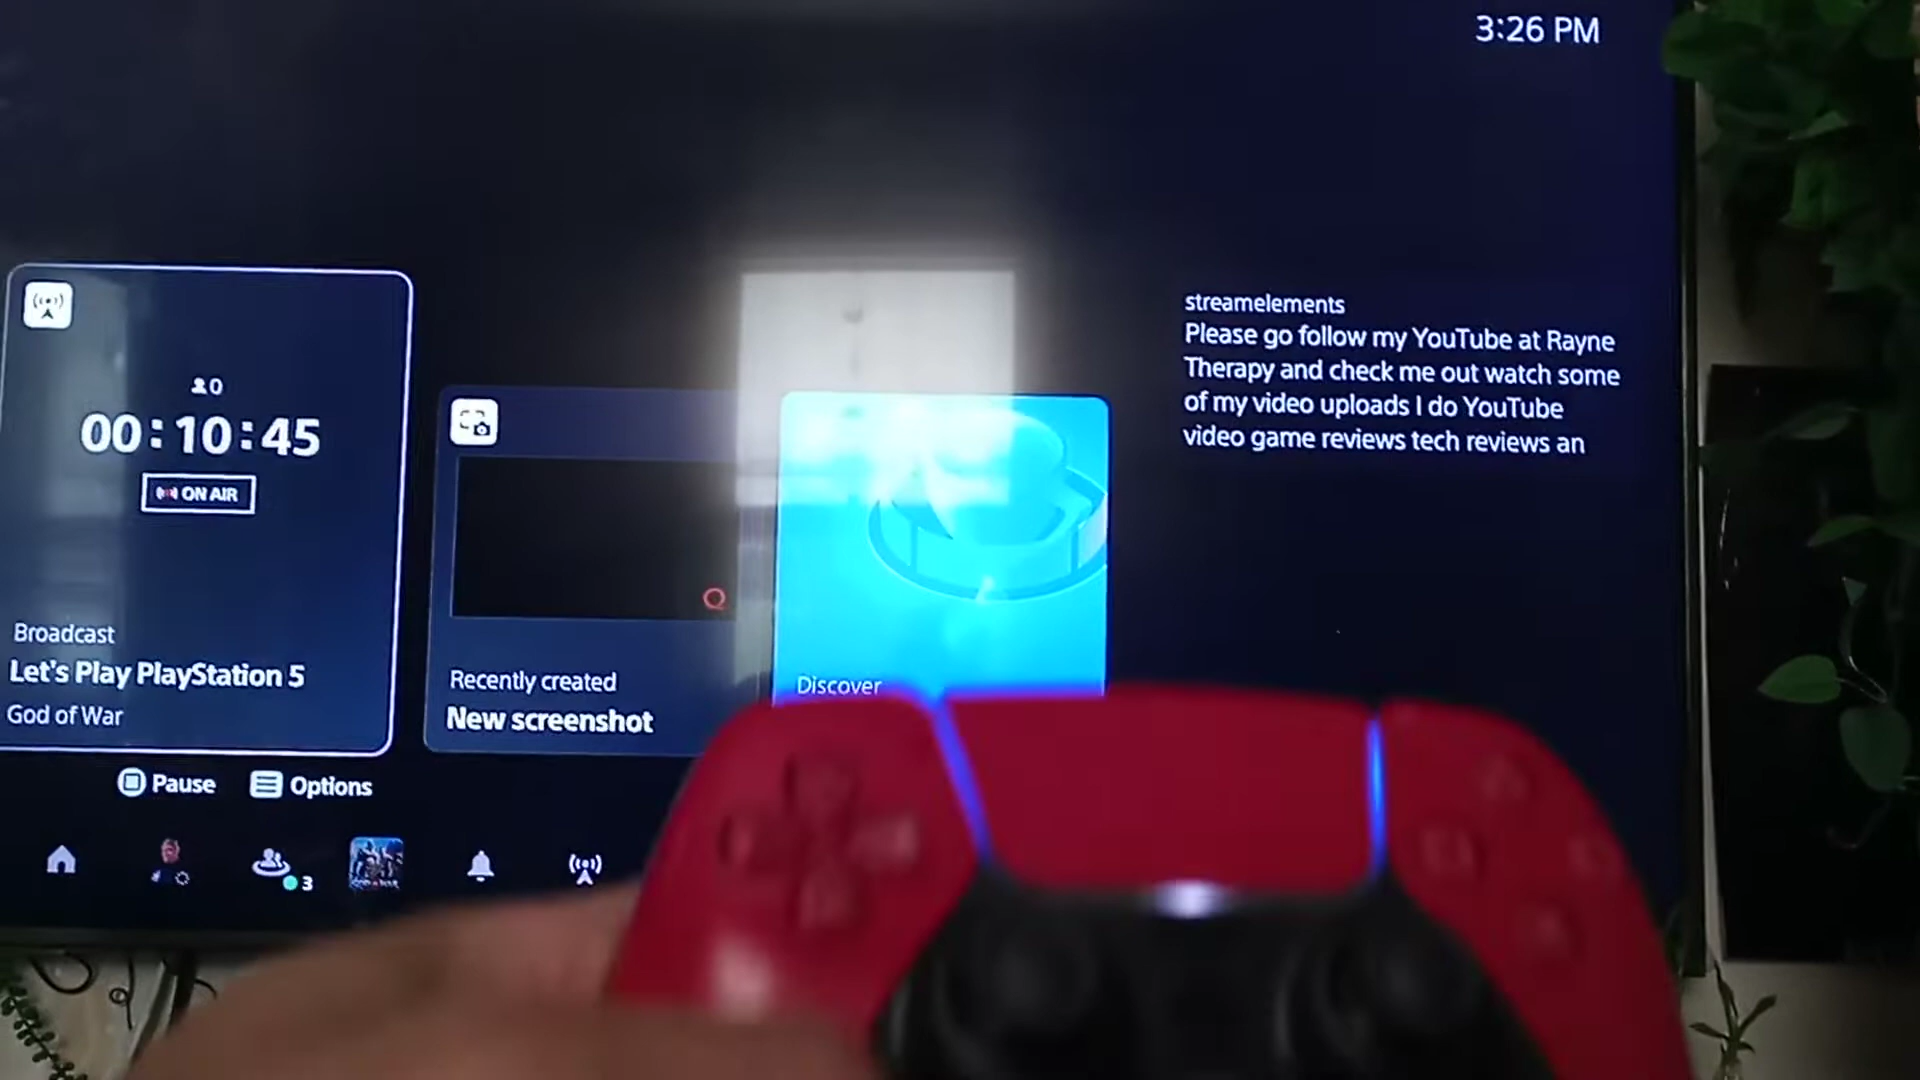 3:26 PM
0
00:10:45
ON AIR
Broadcast
Let's Play PlayStation 5
God of War
Pause
Options
Recently created
New screenshot
Discover
streamelements
Please go follow my YouTube at Rayne
Therapy and check me out watch some
of my video uploads I do YouTube
video game reviews tech reviews an
3